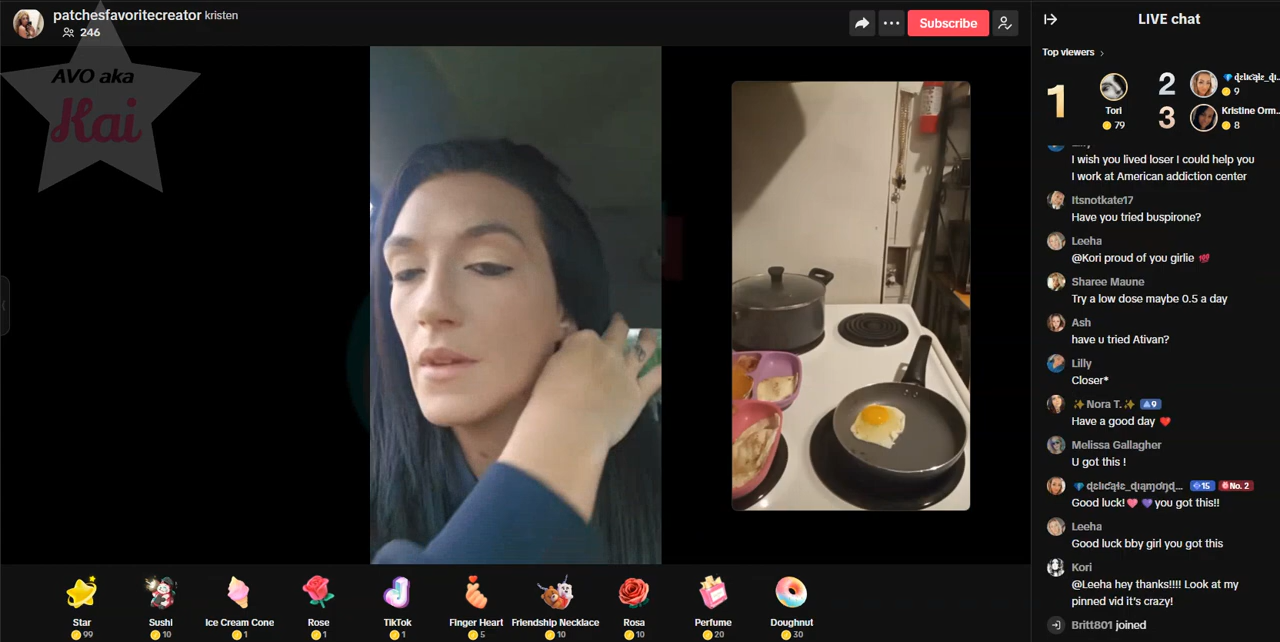 patchesfavoritecreator kristen
246
Subscribe
AVO aka
Kai
LIVE chat
Top viewers
1
Tori
79
2
9
3
Kristine Orm...
8
I wish you lived loser I could help you
I work at American addiction center
Itsnotkate17
Have you tried buspirone?
Leeha
@Kori proud of you girlie 💯
Sharee Maune
Try a low dose maybe 0.5 a day
Ash
have u tried Ativan?
Lilly
Closer*
✨Nora T.✨ 9
Have a good day ❤️
Melissa Gallagher
U got this !
15 No. 2
Good luck!❤️💜you got this!!
Leeha
Good luck bby girl you got this
Kori
@Leeha hey thanks!!!! Look at my
pinned vid it's crazy!
Britt801 joined
Star
99
Sushi
10
Ice Cream Cone
1
Rose
1
TikTok
1
Finger Heart
5
Friendship Necklace
10
Rosa
10
Perfume
20
Doughnut
30